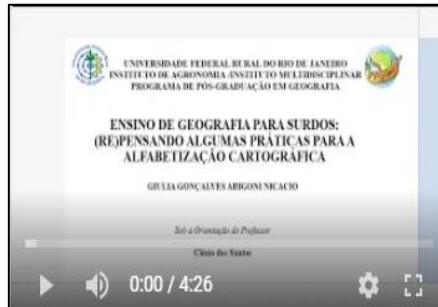 UNIVERSIDADE FEDERAL RURAL DO RIO DE JANEIRO
INSTITUTO DE AGRONOMIA /INSTITUTO MULTIDISCIPLINAR
PROGRAMA DE PÓS-GRADUAÇÃO EM GEOGRAFIA
ENSINO DE GEOGRAFIA PARA SURDOS:
(RE)PENSANDO ALGUMAS PRÁTICAS PARA A
ALFABETIZAÇÃO CARTOGRÁFICA
GIULIA GONÇALVES ARIGONI NICACIO
Sob a Orientação do Professor
Clézio dos Santos
0:00 / 4:26